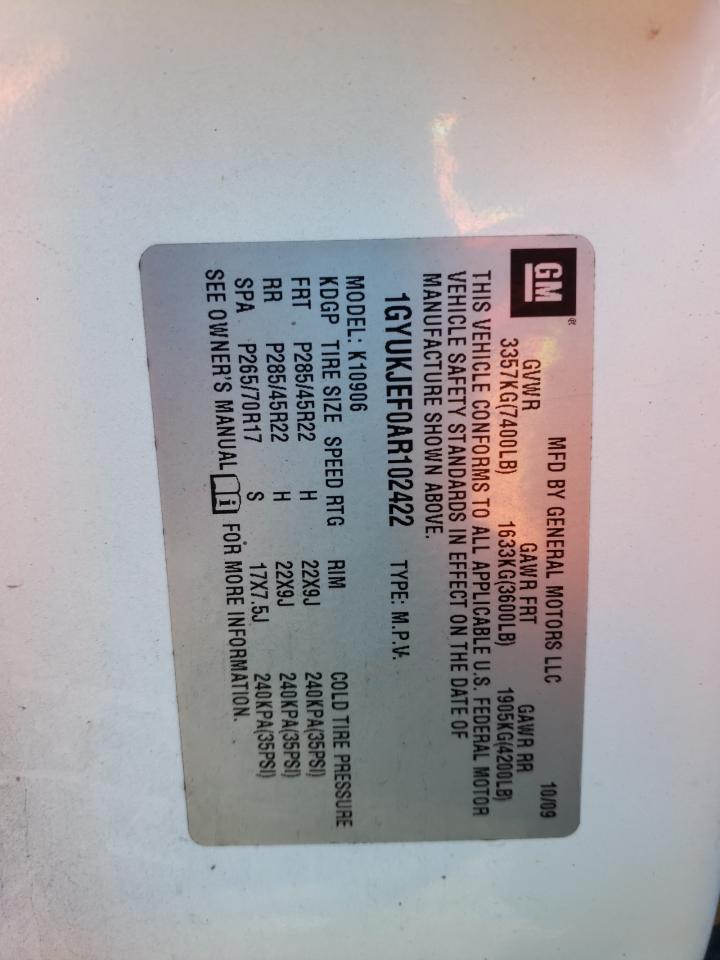 GM®
MFD BY GENERAL MOTORS LLC 10/09
GVWR GAWR FRT GAWR RR
3357KG(7400LB) 1633KG(3600LB) 1905KG(4200LB)
THIS VEHICLE CONFORMS TO ALL APPLICABLE U.S. FEDERAL MOTOR
VEHICLE SAFETY STANDARDS IN EFFECT ON THE DATE OF
MANUFACTURE SHOWN ABOVE.
1GYUKJEF0AR102422 TYPE: M.P.V.
MODEL: K10906
KDGP TIRE SIZE SPEED RTG RIM COLD TIRE PRESSURE
FRT P285/45R22 H 22X9J 240KPA(35PSI)
RR P285/45R22 H 22X9J 240KPA(35PSI)
SPA P265/70R17 S 17X7.5J 240KPA(35PSI)
SEE OWNER'S MANUAL i FOR MORE INFORMATION.